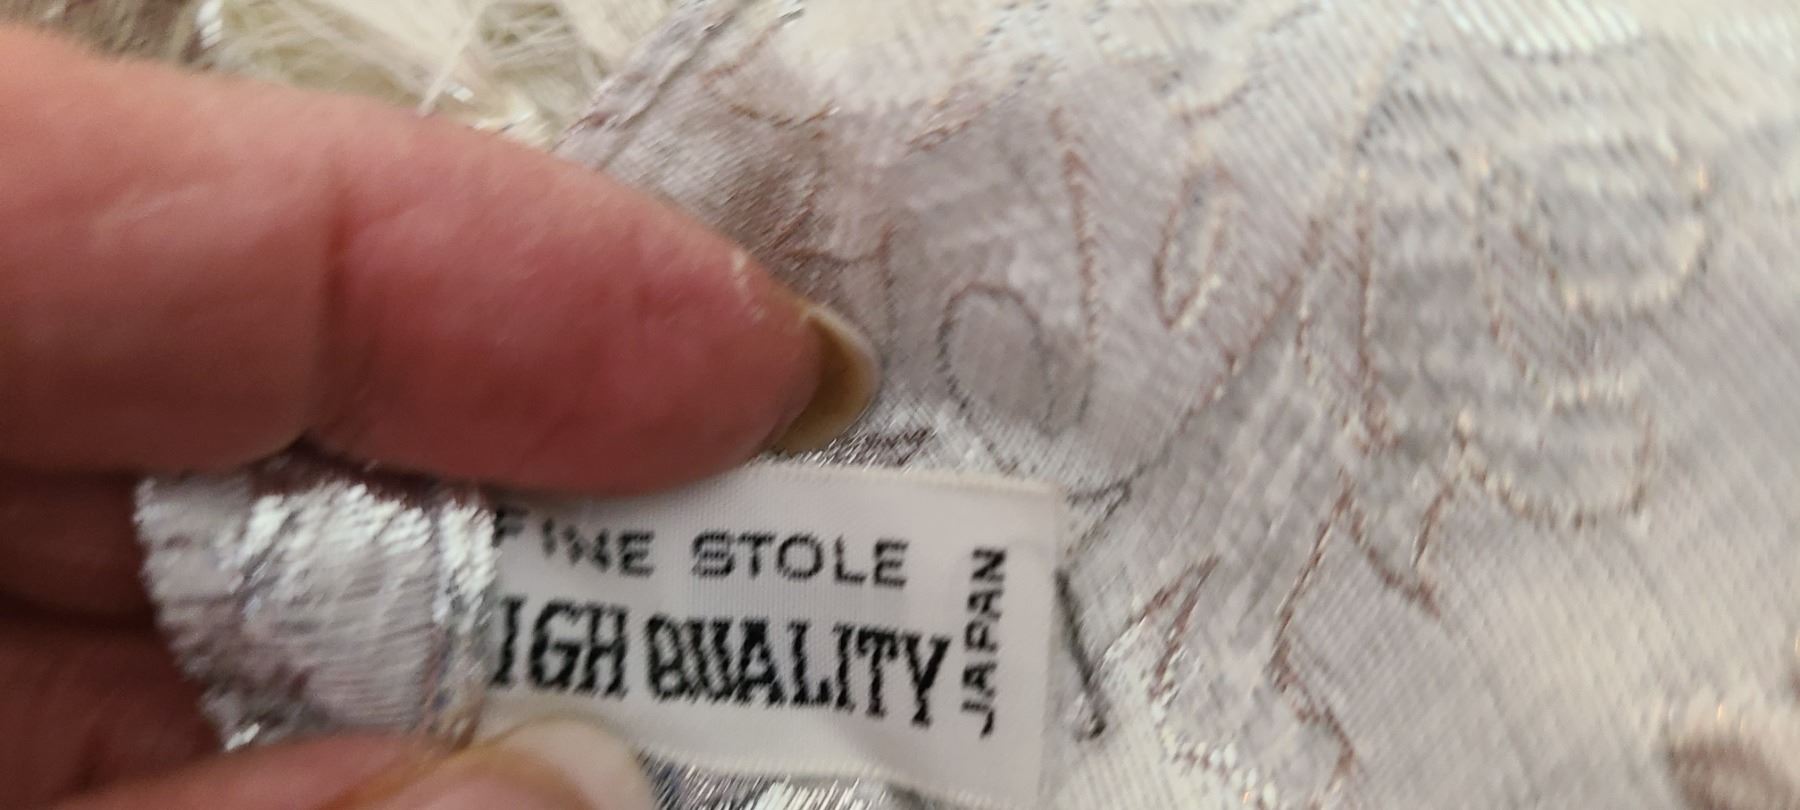 FINE STOLE
IGH QUALITY
JAPAN